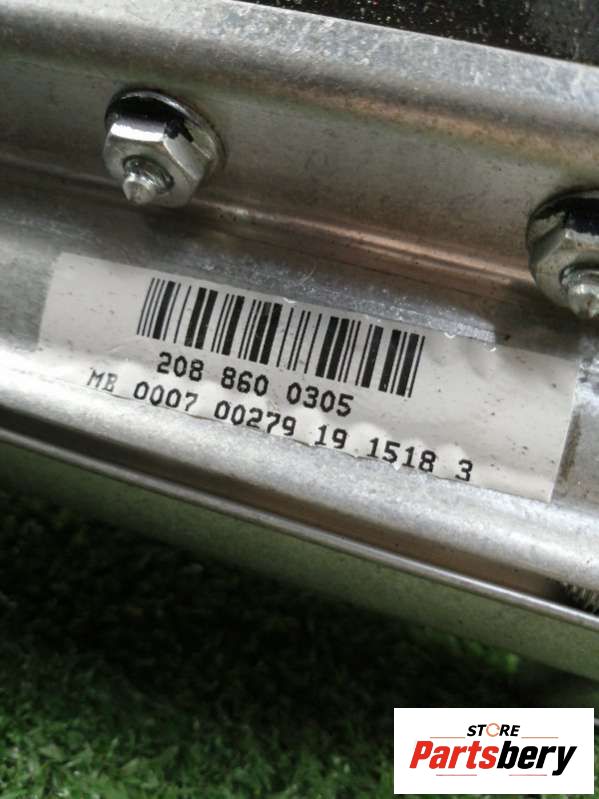 208 860 0305
MB 0007 00279 19 1518 3
STORE
Partsbery